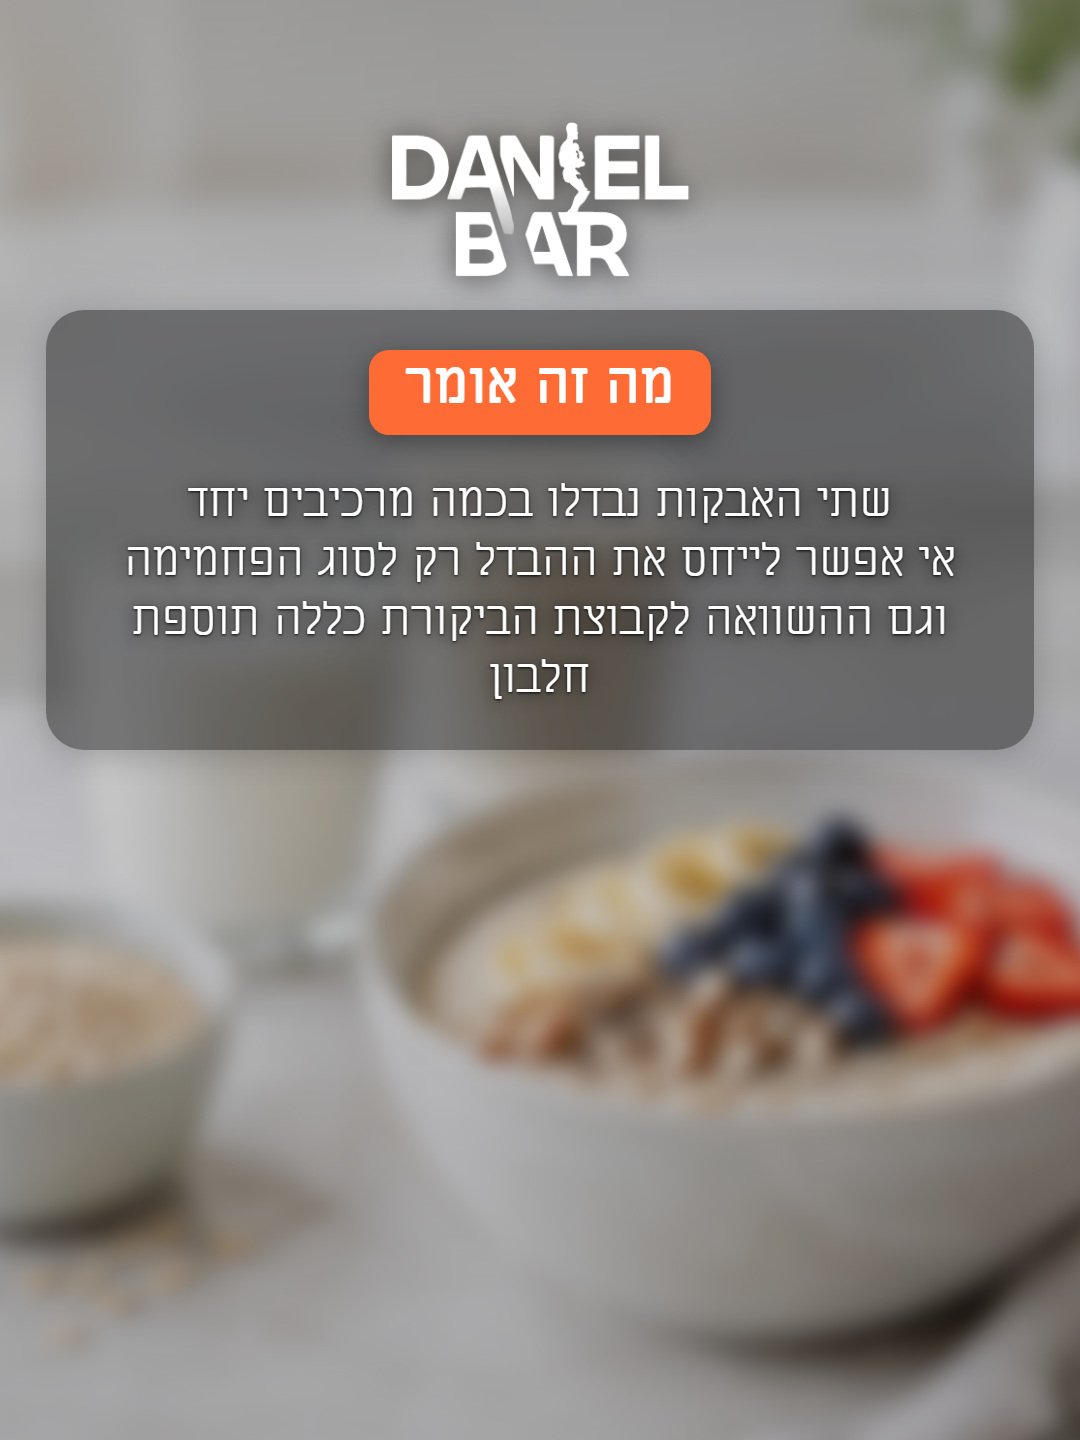 DANIEL
BAR
מה זה אומר
שתי האבקות נבדלו בכמה מרכיבים יחד
אי אפשר לייחס את ההבדל רק לסוג הפחמימה
וגם ההשוואה לקבוצת הביקורת כללה תוספת
חלבון